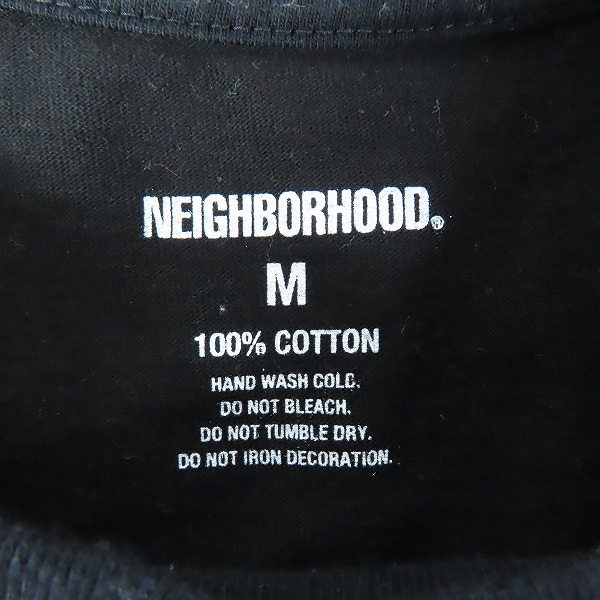 NEIGHBORHOOD®
M
100% COTTON
HAND WASH COLD.
DO NOT BLEACH.
DO NOT TUMBLE DRY.
DO NOT IRON DECORATION.